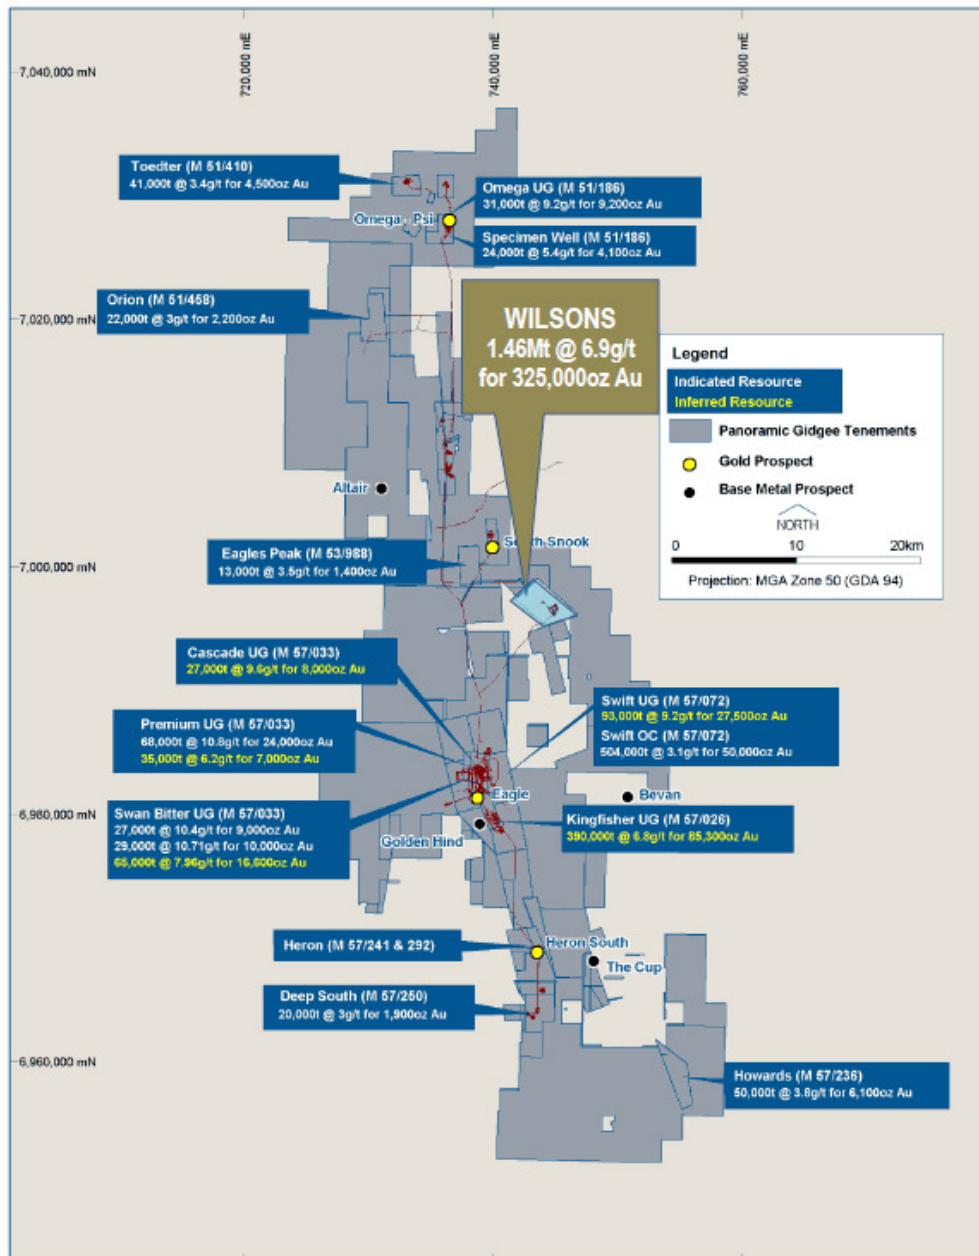 720,000 mE
740,000 mE
760,000 mE
7,040,000 mN
Toedter (M 51/410)
41,000t @ 3.4g/t for 4,500oz Au
Omega UG (M 51/186)
31,000t @ 9.2g/t for 9,200oz Au
Omega - Psi
Specimen Well (M 51/186)
24,000t @ 5.4g/t for 4,100oz Au
Orion (M 51/458)
22,000t @ 3g/t for 2,200oz Au
7,020,000 mN
WILSONS
1.46Mt @ 6.9g/t
for 325,000oz Au
Legend
Indicated Resource
Inferred Resource
Panoramic Gidgee Tenements
Gold Prospect
Base Metal Prospect
NORTH
0 10 20km
Projection: MGA Zone 50 (GDA 94)
Altair
South Snook
Eagles Peak (M 53/988)
13,000t @ 3.5g/t for 1,400oz Au
7,000,000 mN
Cascade UG (M 57/033)
27,000t @ 9.6g/t for 8,000oz Au
Swift UG (M 57/072)
93,000t @ 9.2g/t for 27,500oz Au
Swift OC (M 57/072)
504,000t @ 3.1g/t for 50,000oz Au
Premium UG (M 57/033)
68,000t @ 10.8g/t for 24,000oz Au
35,000t @ 6.2g/t for 7,000oz Au
Eagle
Bevan
Swan Bitter UG (M 57/033)
27,000t @ 10.4g/t for 9,000oz Au
29,000t @ 10.71g/t for 10,000oz Au
65,000t @ 7.96g/t for 16,600oz Au
6,980,000 mN
Golden Hind
Kingfisher UG (M 57/026)
390,000t @ 6.8g/t for 85,300oz Au
Heron (M 57/241 & 292)
Heron South
The Cup
Deep South (M 57/250)
20,000t @ 3g/t for 1,900oz Au
6,960,000 mN
Howards (M 57/236)
50,000t @ 3.8g/t for 6,100oz Au